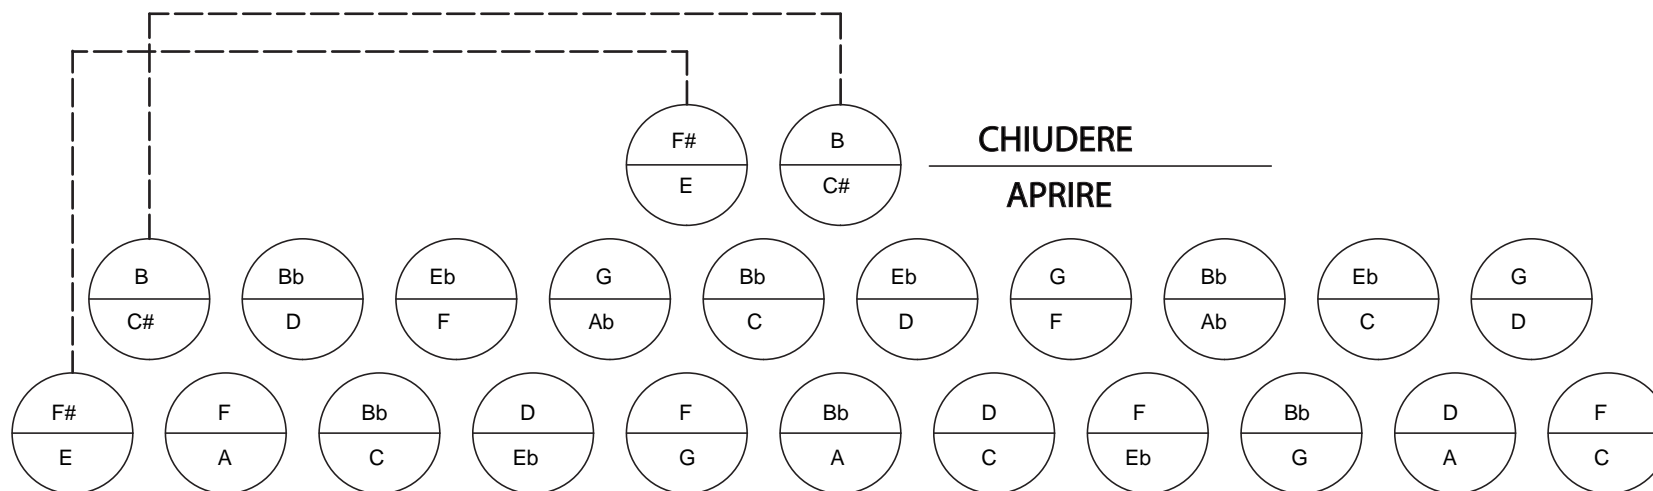 F# B CHIUDERE
E C# APRIRE
B Bb Eb G Bb Eb G Bb Eb G
C# D F Ab C D F Ab C D
F# F Bb D F Bb D F Bb D F
E A C Eb G A C Eb G A C